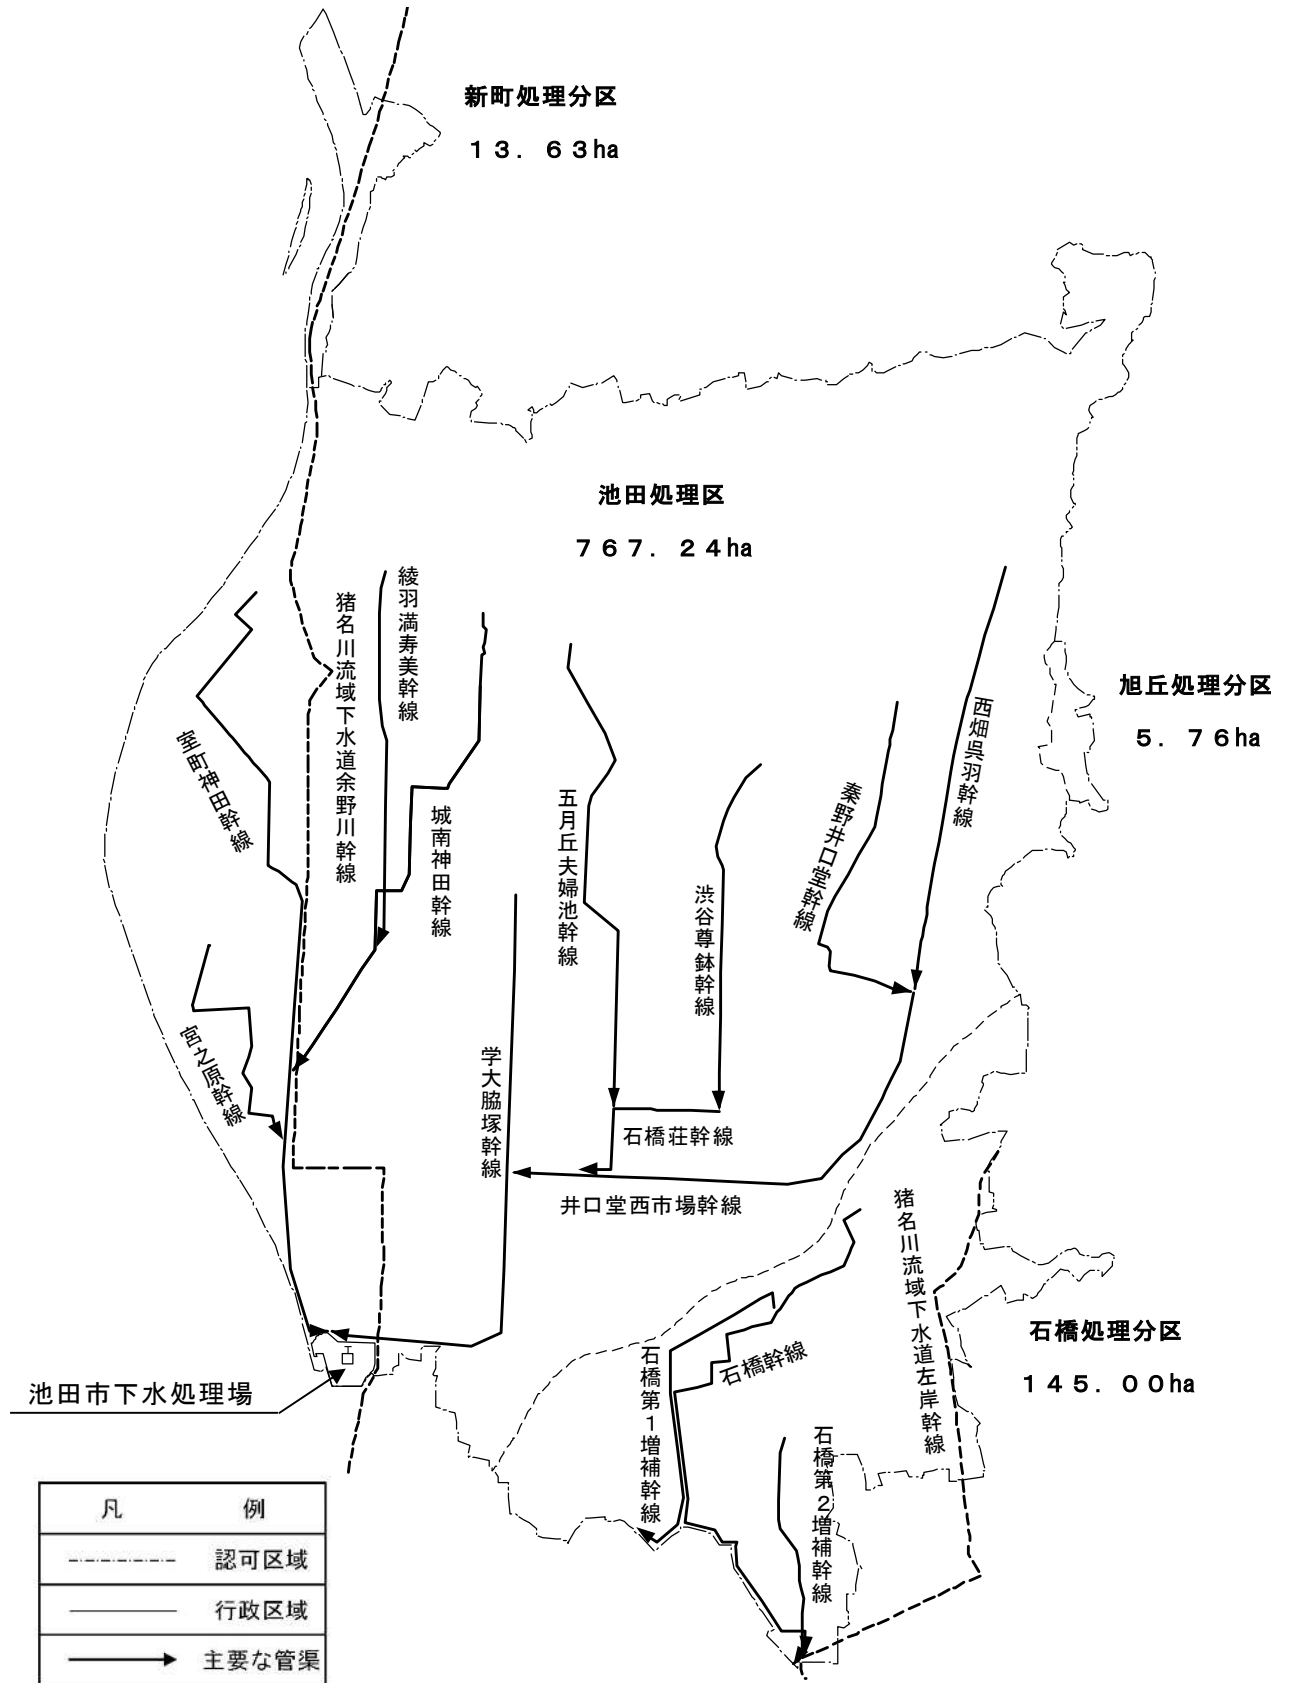 新町処理分区
１３．６３ha
池田処理区
７６７．２４ha
綾羽満寿美幹線
猪名川流域下水道余野川幹線
旭丘処理分区
５．７６ha
西畑呉羽幹線
室町神田幹線
秦野井口堂幹線
五月丘夫婦池幹線
城南神田幹線
渋谷尊鉢幹線
宮之原幹線
学大脇塚幹線
石橋荘幹線
井口堂西市場幹線
猪名川流域下水道左岸幹線
石橋処理分区
１４５．００ha
石橋幹線
石橋第１増補幹線
池田市下水処理場
石橋第２増補幹線
凡例
認可区域
行政区域
主要な管渠